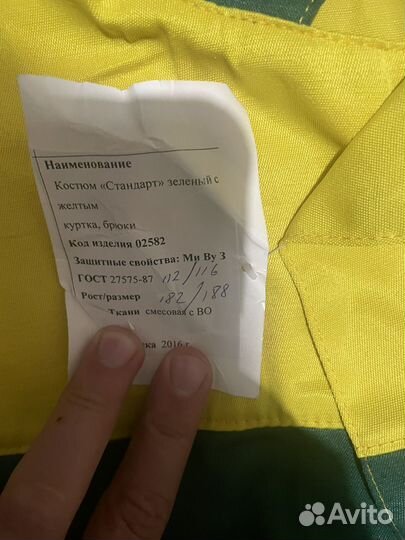 Наименование
Костюм «Стандарт» зеленый с
желтым
куртка, брюки
Код изделия 02582
Защитные свойства: Ми Ву З
ГОСТ 27575-87 112/116
Рост/размер 182/188
Ткани смесовая с ВО
2016 г.
Avito